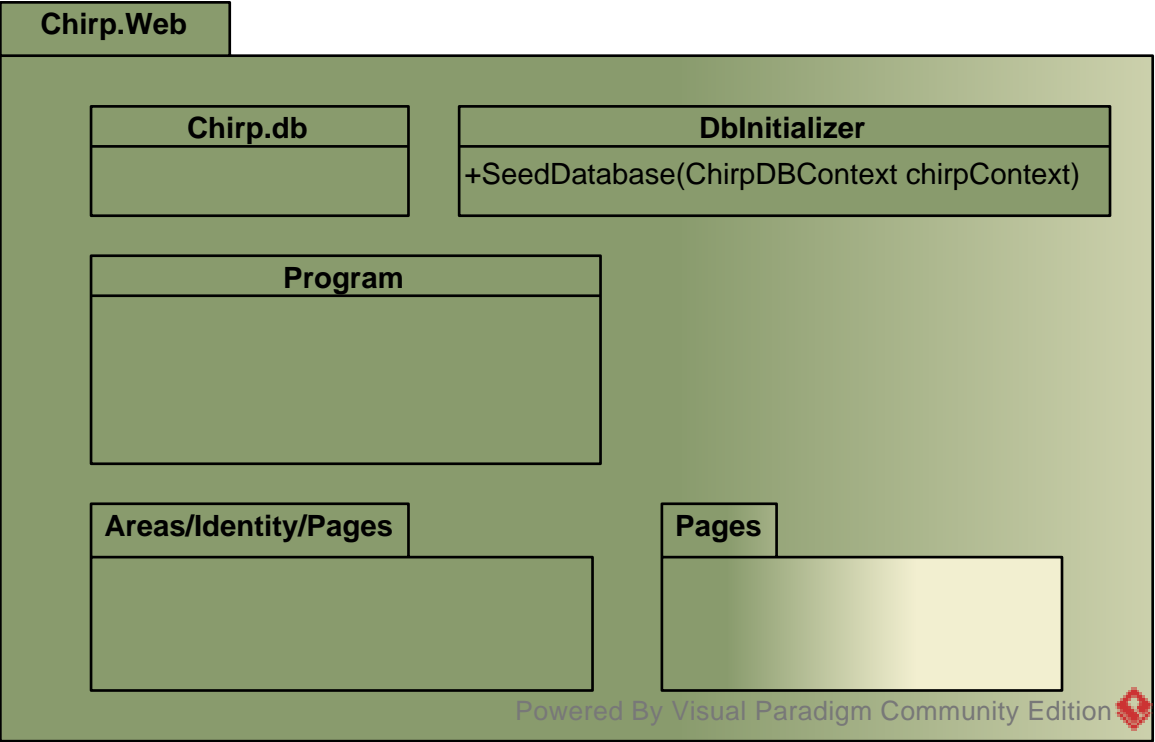 Chirp.Web
Chirp.db
DbInitializer
+SeedDatabase(ChirpDBContext chirpContext)
Program
Areas/Identity/Pages
Pages
Powered By Visual Paradigm Community Edition